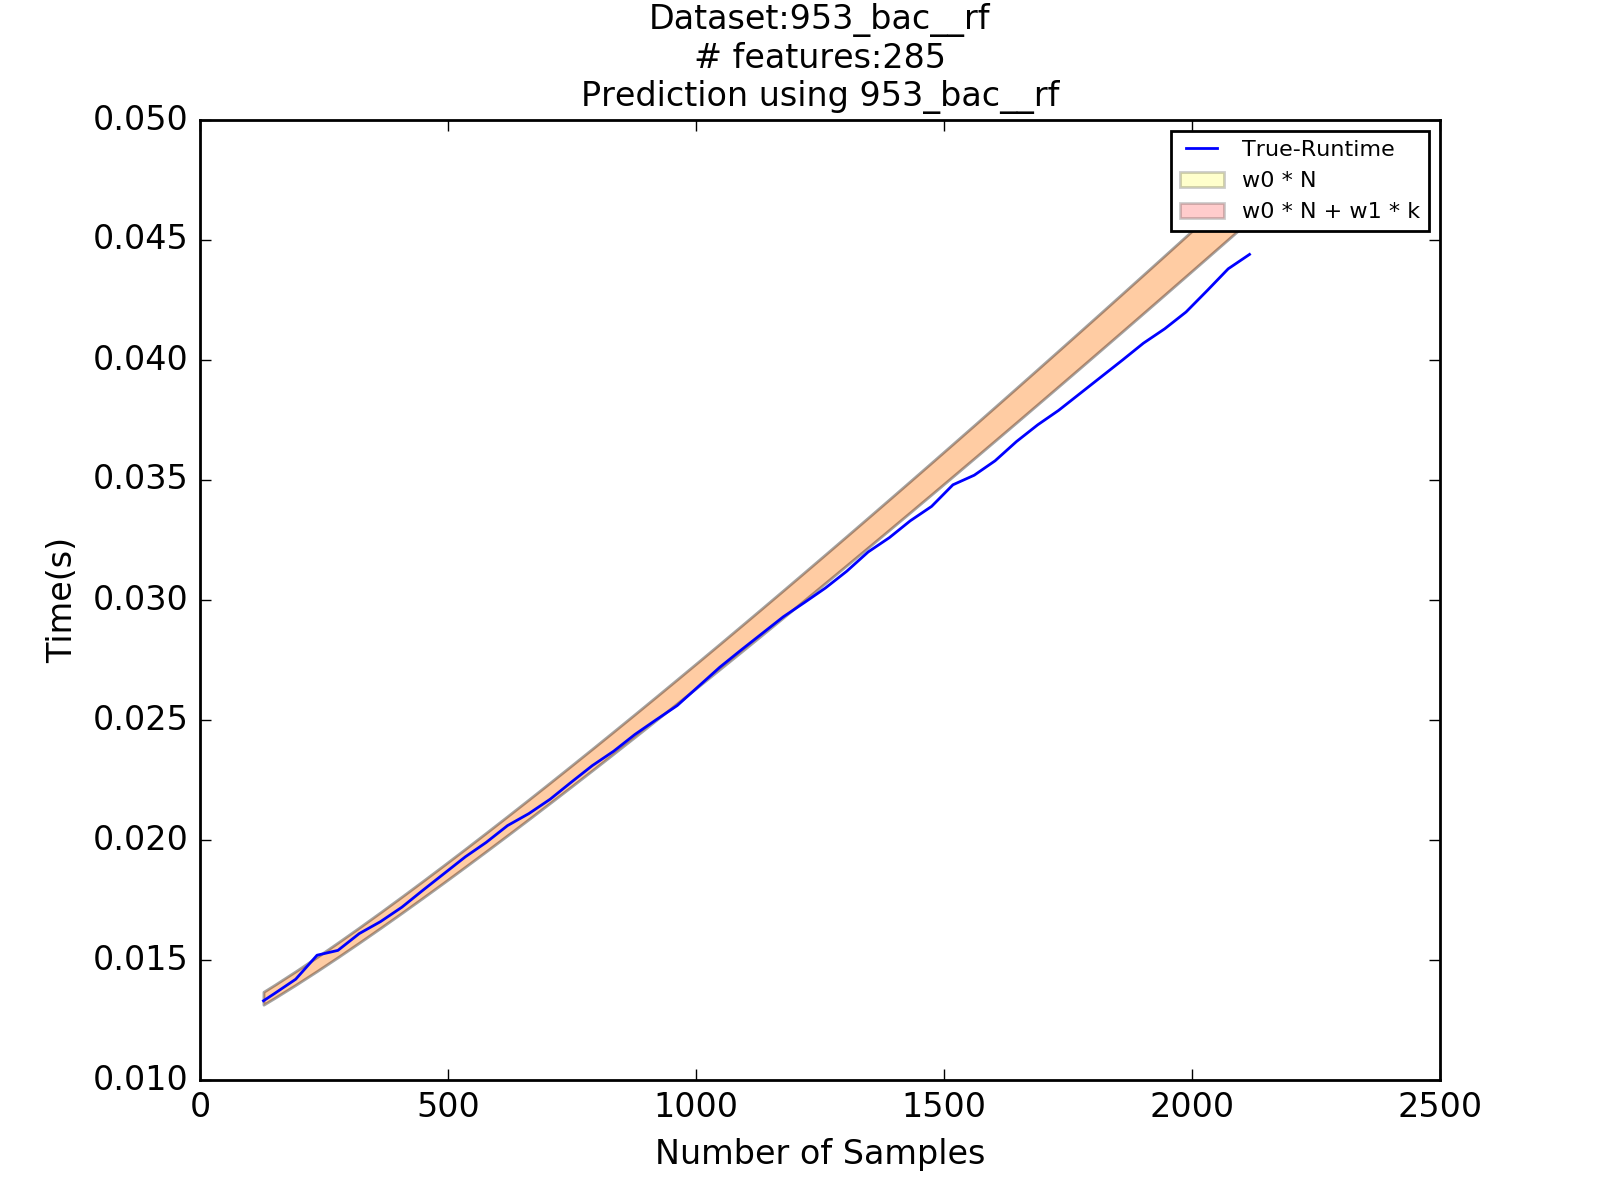 Dataset:953_bac__rf
# features:285
Prediction using 953_bac__rf
0.050
0.045
0.040
0.035
0.030
0.025
0.020
0.015
0.010
Time(s)
True-Runtime
w0 * N
w0 * N + w1 * k
0 500 1000 1500 2000 2500
Number of Samples